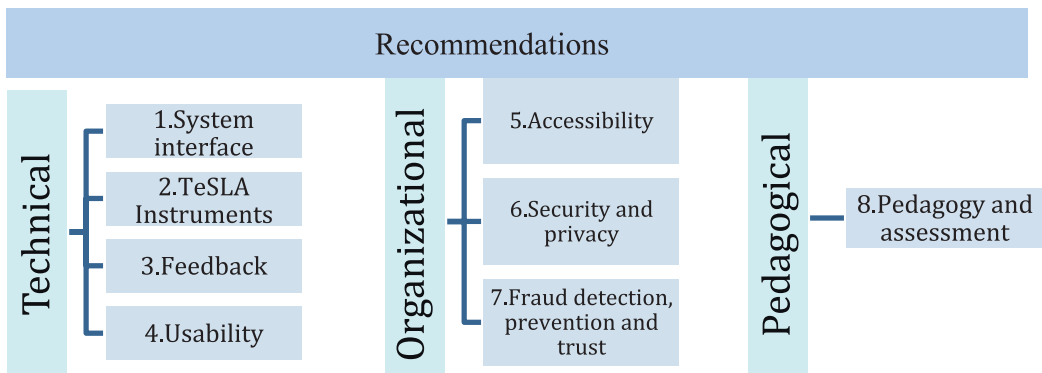 Recommendations
Technical
1.System
interface
2.TeSLA
Instruments
3.Feedback
4.Usability
Organizational
5.Accessibility
6.Security and
privacy
7.Fraud detection,
prevention and
trust
Pedagogical
8.Pedagogy and
assessment